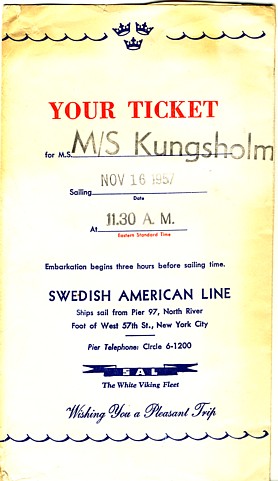 YOUR TICKET
for M.S. M/S Kungsholm
Sailing NOV 16 1957
Date
At 11.30 A. M.
Eastern Standard Time
Embarkation begins three hours before sailing time.
SWEDISH AMERICAN LINE
Ships sail from Pier 97, North River
Foot of West 57th St., New York City
Pier Telephone: Circle 6-1200
SAL
The White Viking Fleet
Wishing You a Pleasant Trip